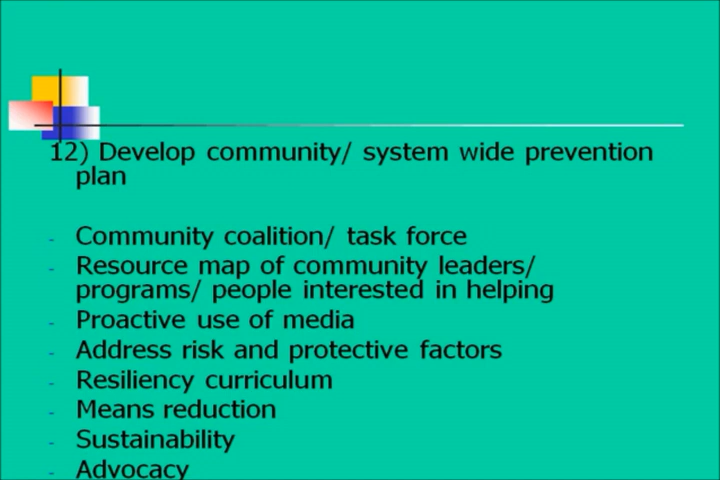 12) Develop community/ system wide prevention
plan
- Community coalition/ task force
- Resource map of community leaders/
programs/ people interested in helping
- Proactive use of media
- Address risk and protective factors
- Resiliency curriculum
- Means reduction
- Sustainability
- Advocacy